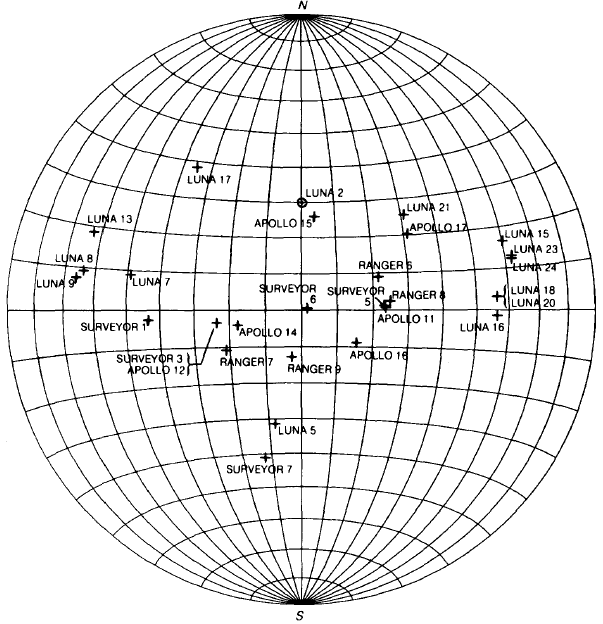 N
LUNA 17
LUNA 2
APOLLO 15
LUNA 21
APOLLO 17
LUNA 13
LUNA 15
LUNA 23
LUNA 24
LUNA 8
LUNA 9
LUNA 7
RANGER 6
SURVEYOR
6
SURVEYOR
5
RANGER 8
LUNA 18
LUNA 20
APOLLO 11
LUNA 16
SURVEYOR 1
APOLLO 14
SURVEYOR 3
APOLLO 12
RANGER 7
RANGER 9
APOLLO 16
LUNA 5
SURVEYOR 7
S